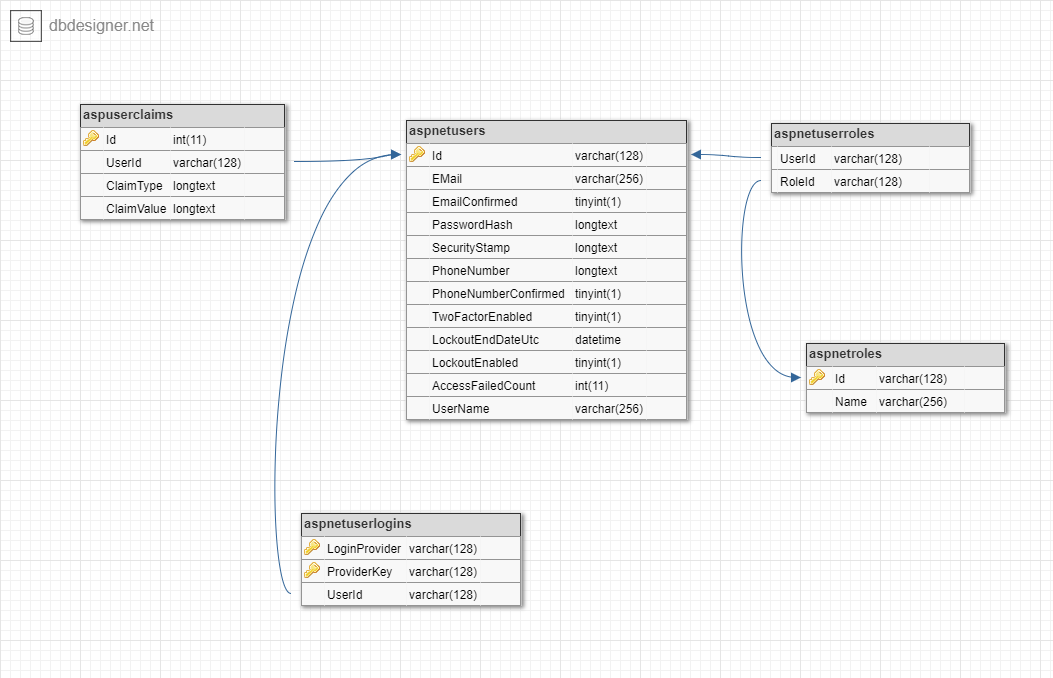 dbdesigner.net
aspuserclaims
Id int(11)
UserId varchar(128)
ClaimType longtext
ClaimValue longtext
aspnetusers
Id varchar(128)
EMail varchar(256)
EmailConfirmed tinyint(1)
PasswordHash longtext
SecurityStamp longtext
PhoneNumber longtext
PhoneNumberConfirmed tinyint(1)
TwoFactorEnabled tinyint(1)
LockoutEndDateUtc datetime
LockoutEnabled tinyint(1)
AccessFailedCount int(11)
UserName varchar(256)
aspnetuserroles
UserId varchar(128)
RoleId varchar(128)
aspnetroles
Id varchar(128)
Name varchar(256)
aspnetuserlogins
LoginProvider varchar(128)
ProviderKey varchar(128)
UserId varchar(128)